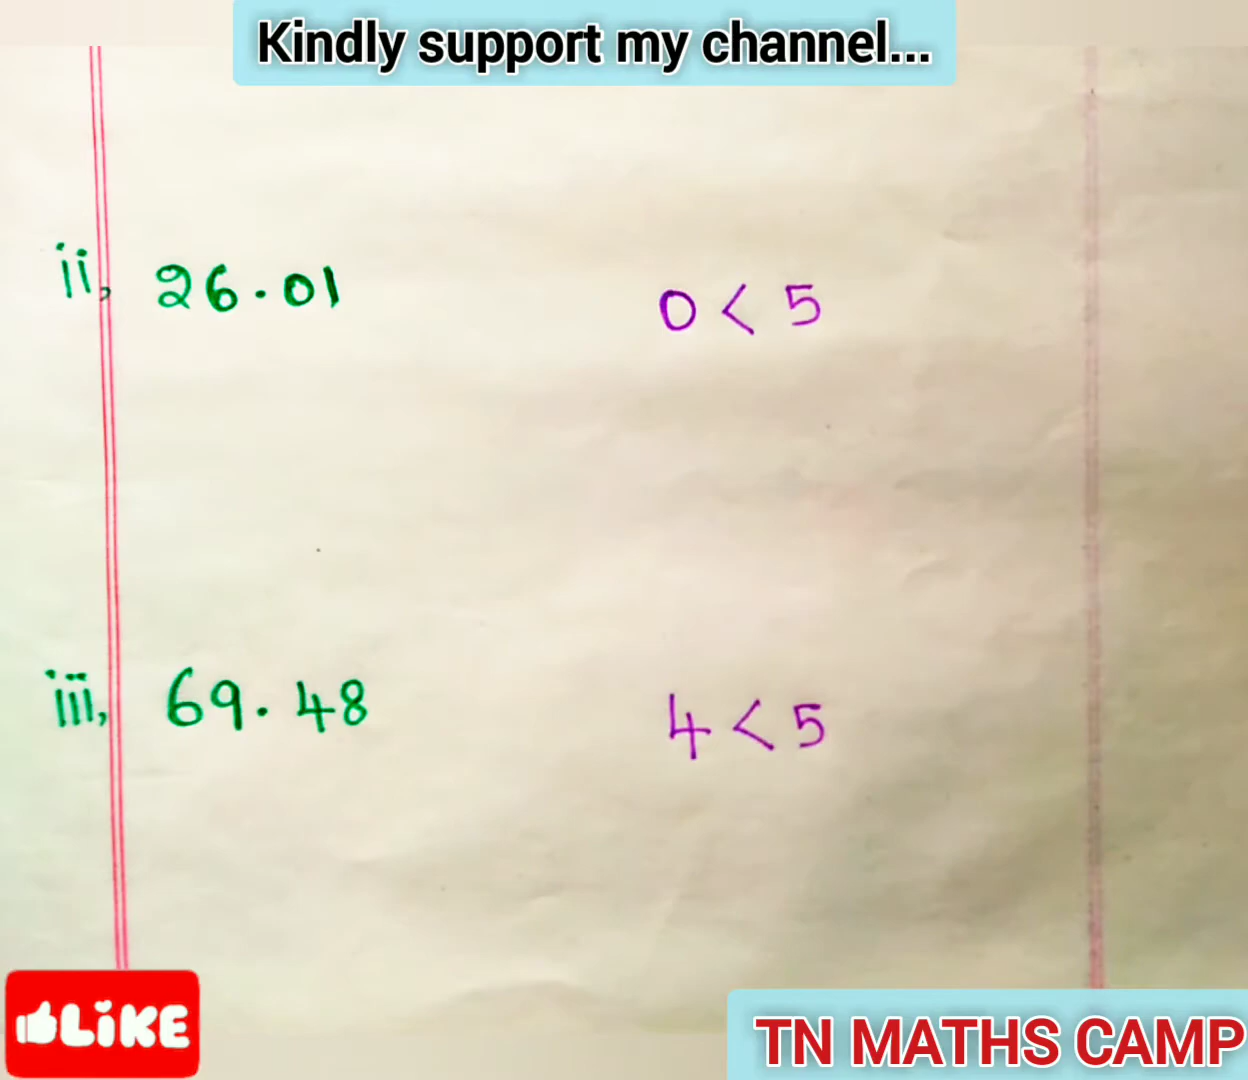 Kindly support my channel...
ii, 26.01 0 < 5
iii, 69.48 4 < 5
LiKE
TN MATHS CAMP